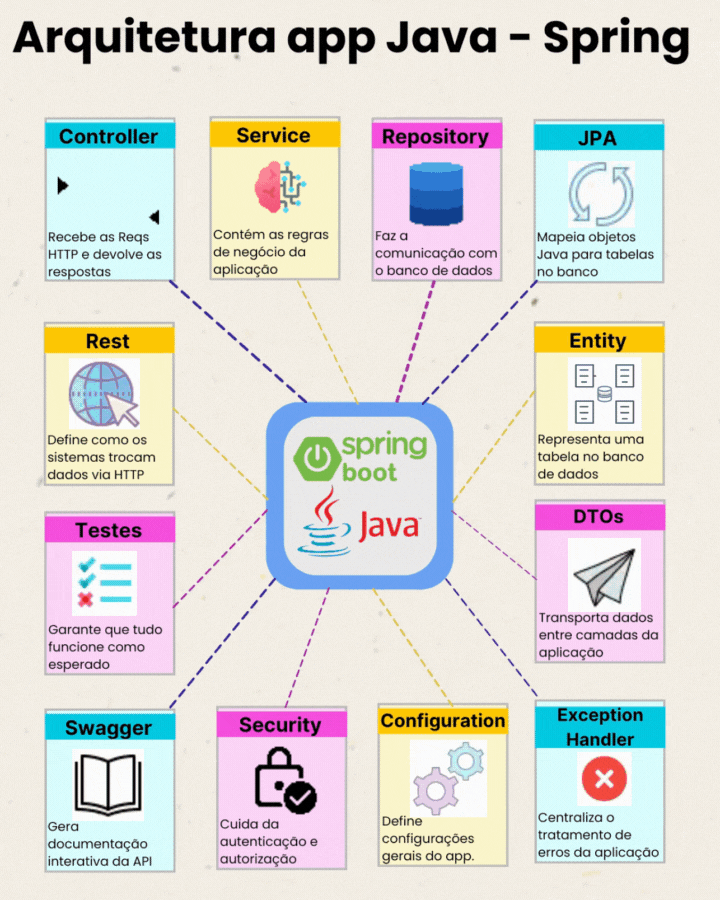 Arquitetura app Java - Spring
Controller
Recebe as Reqs
HTTP e devolve as
respostas
Service
Contém as regras
de negócio da
aplicação
Repository
Faz a
comunicação com
o banco de dados
JPA
Mapeia objetos
Java para tabelas
no banco
Rest
Define como os
sistemas trocam
dados via HTTP
spring
boot
Java
Entity
Representa uma
tabela no banco
de dados
Testes
Garante que tudo
funcione como
esperado
DTOs
Transporta dados
entre camadas da
aplicação
Swagger
Gera
documentação
interativa da API
Security
Cuida da
autenticação e
autorização
Configuration
Define
configurações
gerais do app.
Exception
Handler
Centraliza o
tratamento de
erros da aplicação